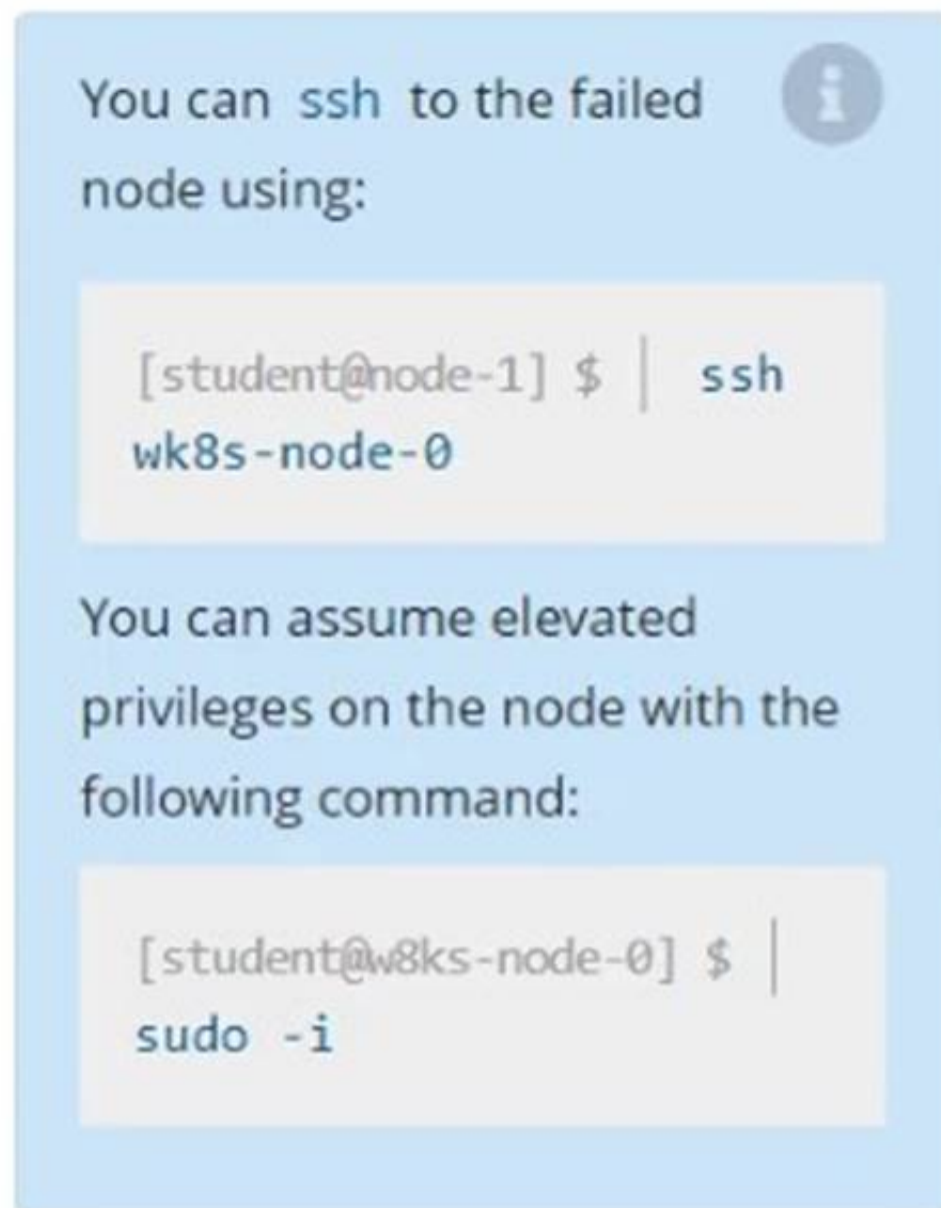 You can ssh to the failed
node using:
[student@node-1] $ | ssh
wk8s-node-0
You can assume elevated
privileges on the node with the
following command:
[student@w8ks-node-0] $ |
sudo -i